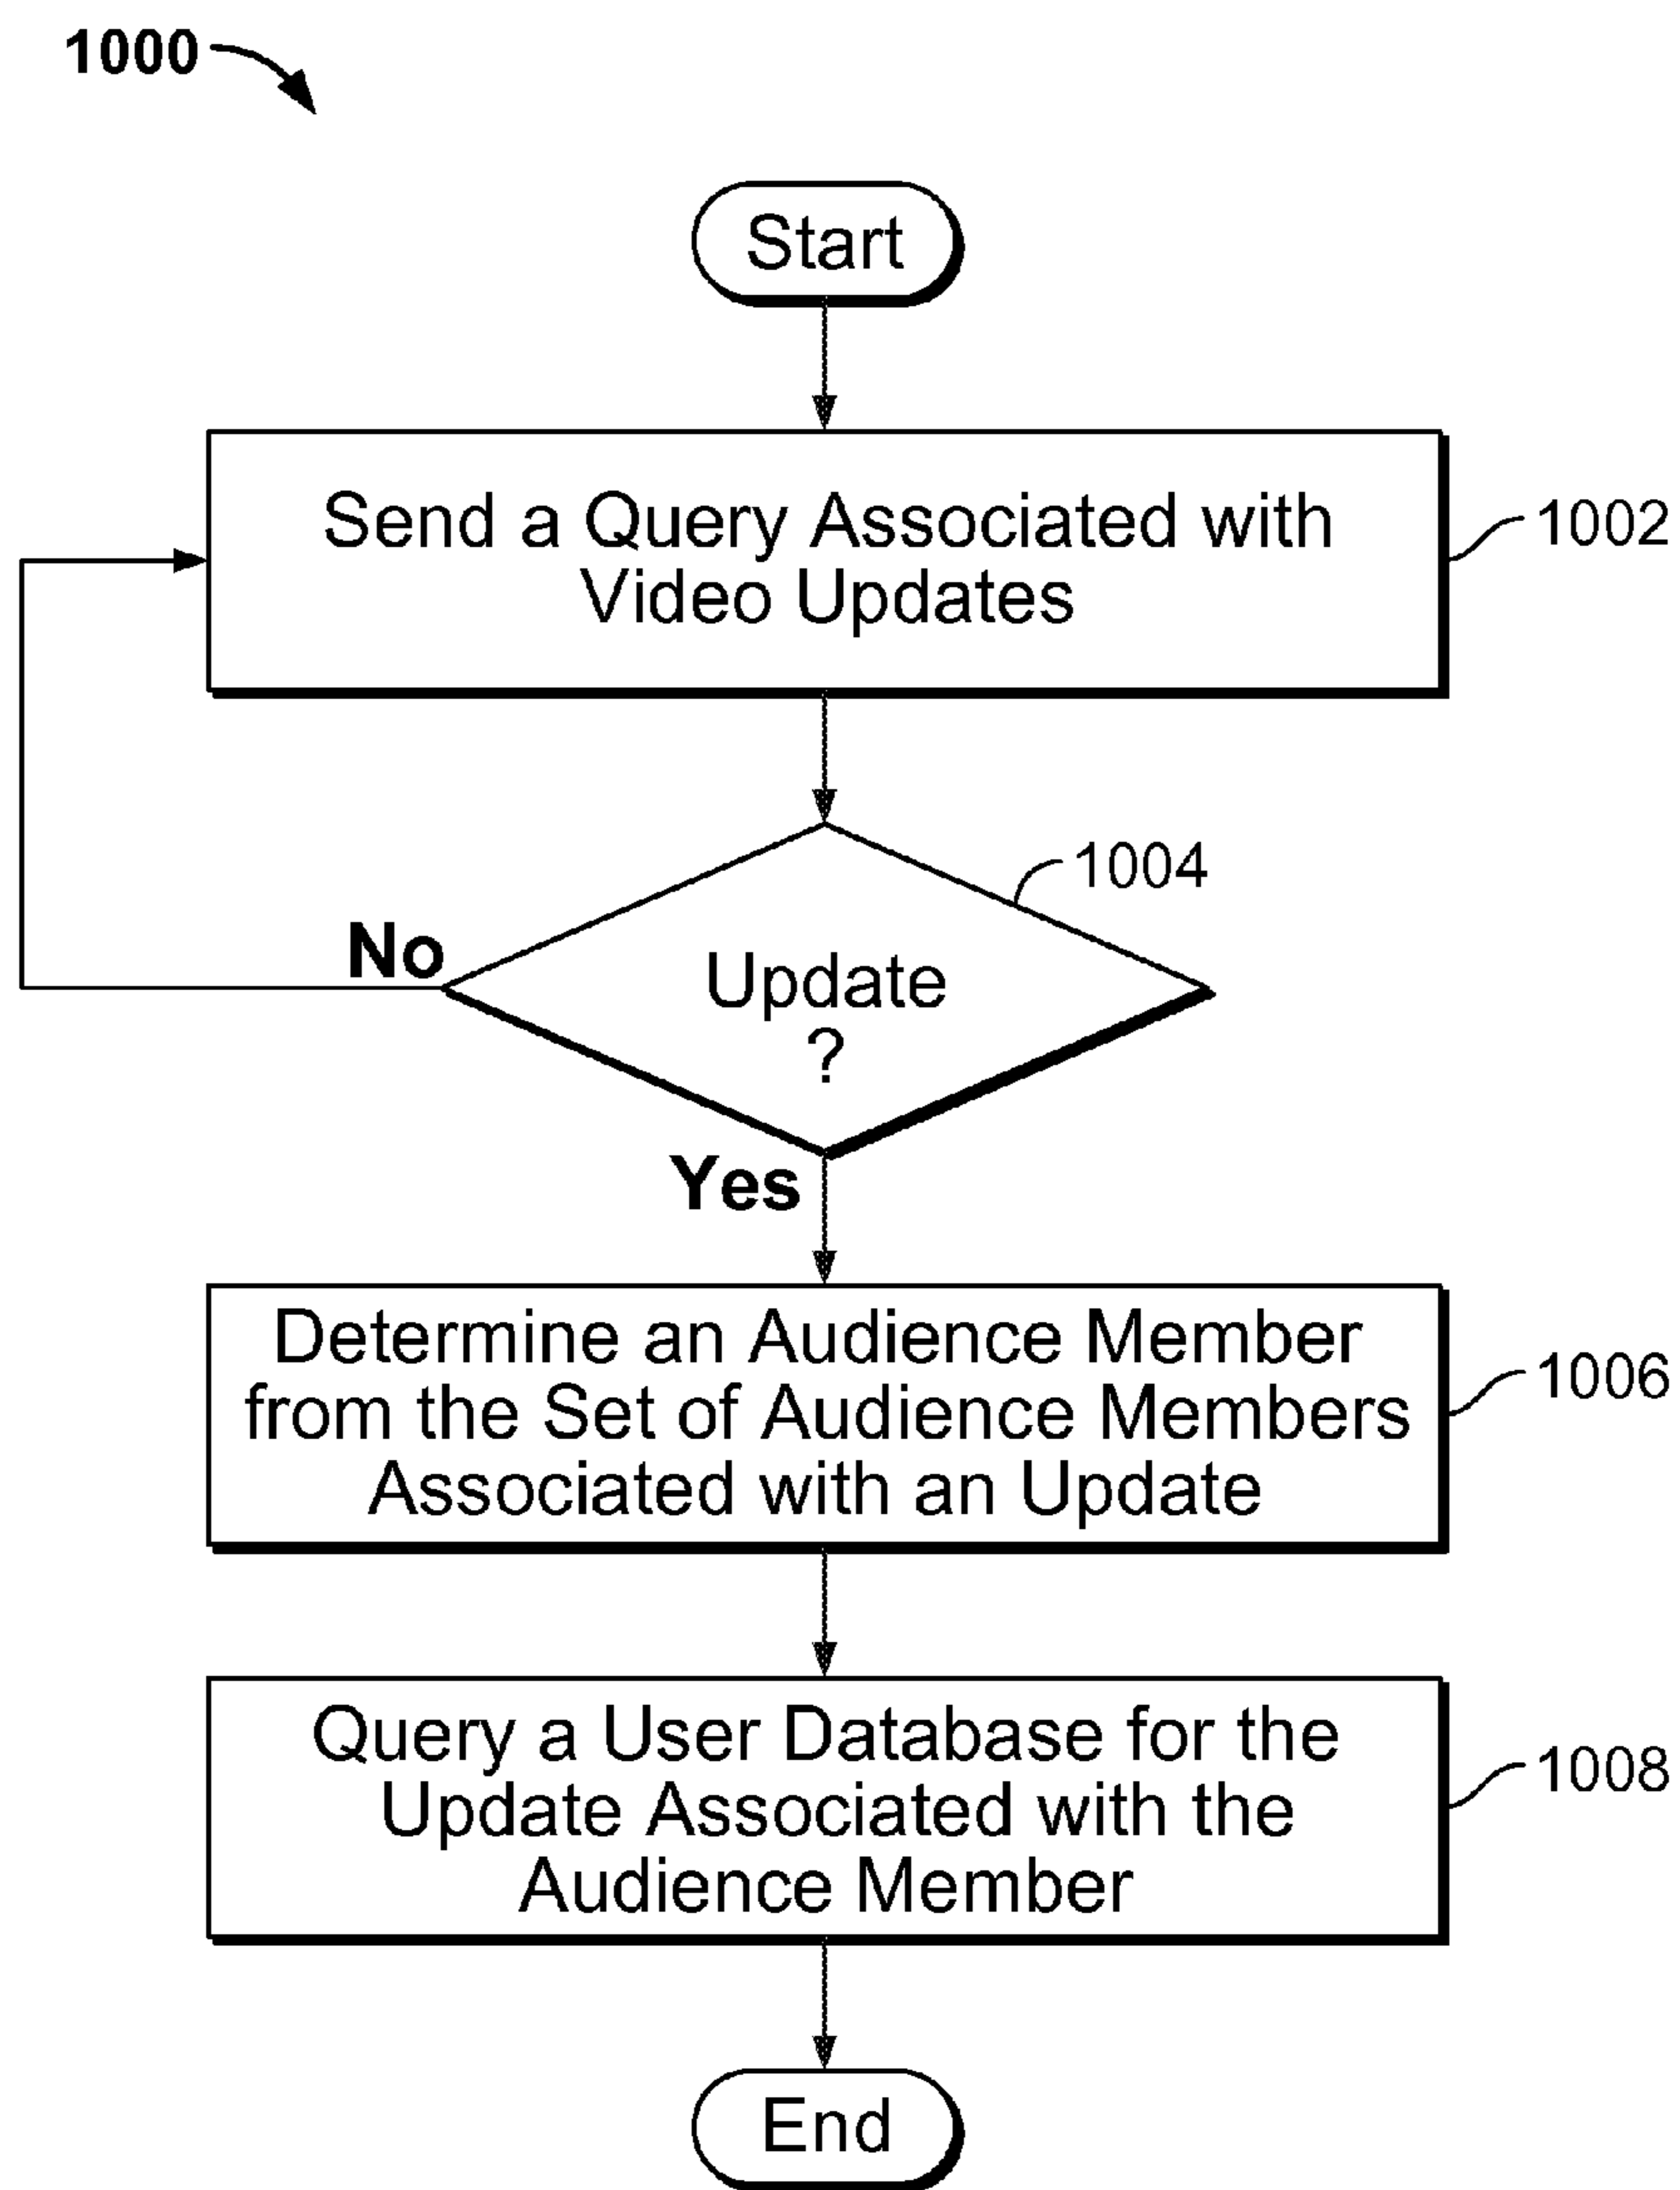 1000
Start
Send a Query Associated with
Video Updates
1002
1004
Update
?
No
Yes
Determine an Audience Member
from the Set of Audience Members
Associated with an Update
1006
Query a User Database for the
Update Associated with the
Audience Member
1008
End